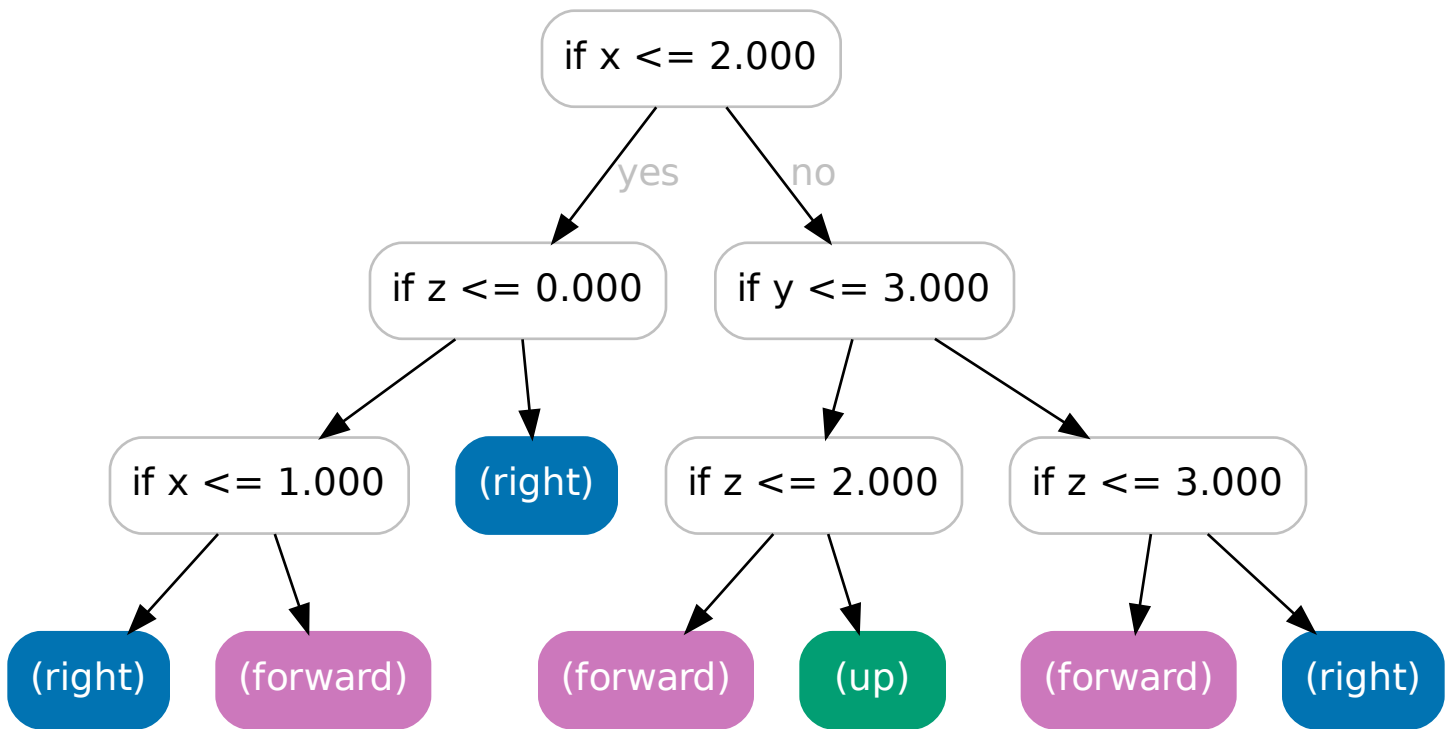 if x <= 2.000
yes
no
if z <= 0.000
if y <= 3.000
if x <= 1.000
(right)
if z <= 2.000
if z <= 3.000
(right)
(forward)
(forward)
(up)
(forward)
(right)